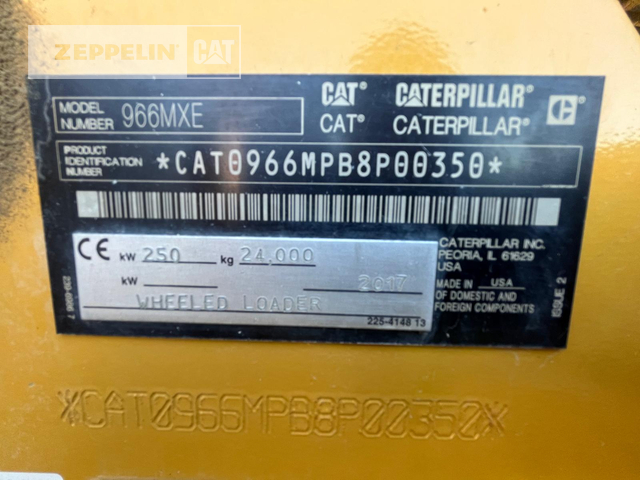 ZEPPELIN CAT
MODEL NUMBER 966MXE
CAT CATERPILLAR C
CAT® CATERPILLAR®
PRODUCT IDENTIFICATION NUMBER *CAT0966MPB8P00350*
CE kW 250 kg 24,000
kW 2017
WHEELED LOADER
225-4148 13
CATERPILLAR INC.
PEORIA, IL 61629
USA
MADE IN USA
OF DOMESTIC AND
FOREIGN COMPONENTS
ISSUE 2
*CAT0966MPB8P00350*